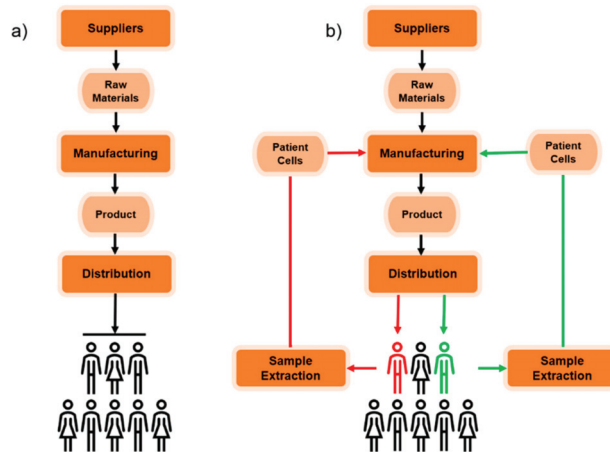 a)
Suppliers
Raw
Materials
Manufacturing
Product
Distribution
b)
Suppliers
Raw
Materials
Patient
Cells
Manufacturing
Patient
Cells
Product
Distribution
Sample
Extraction
Sample
Extraction